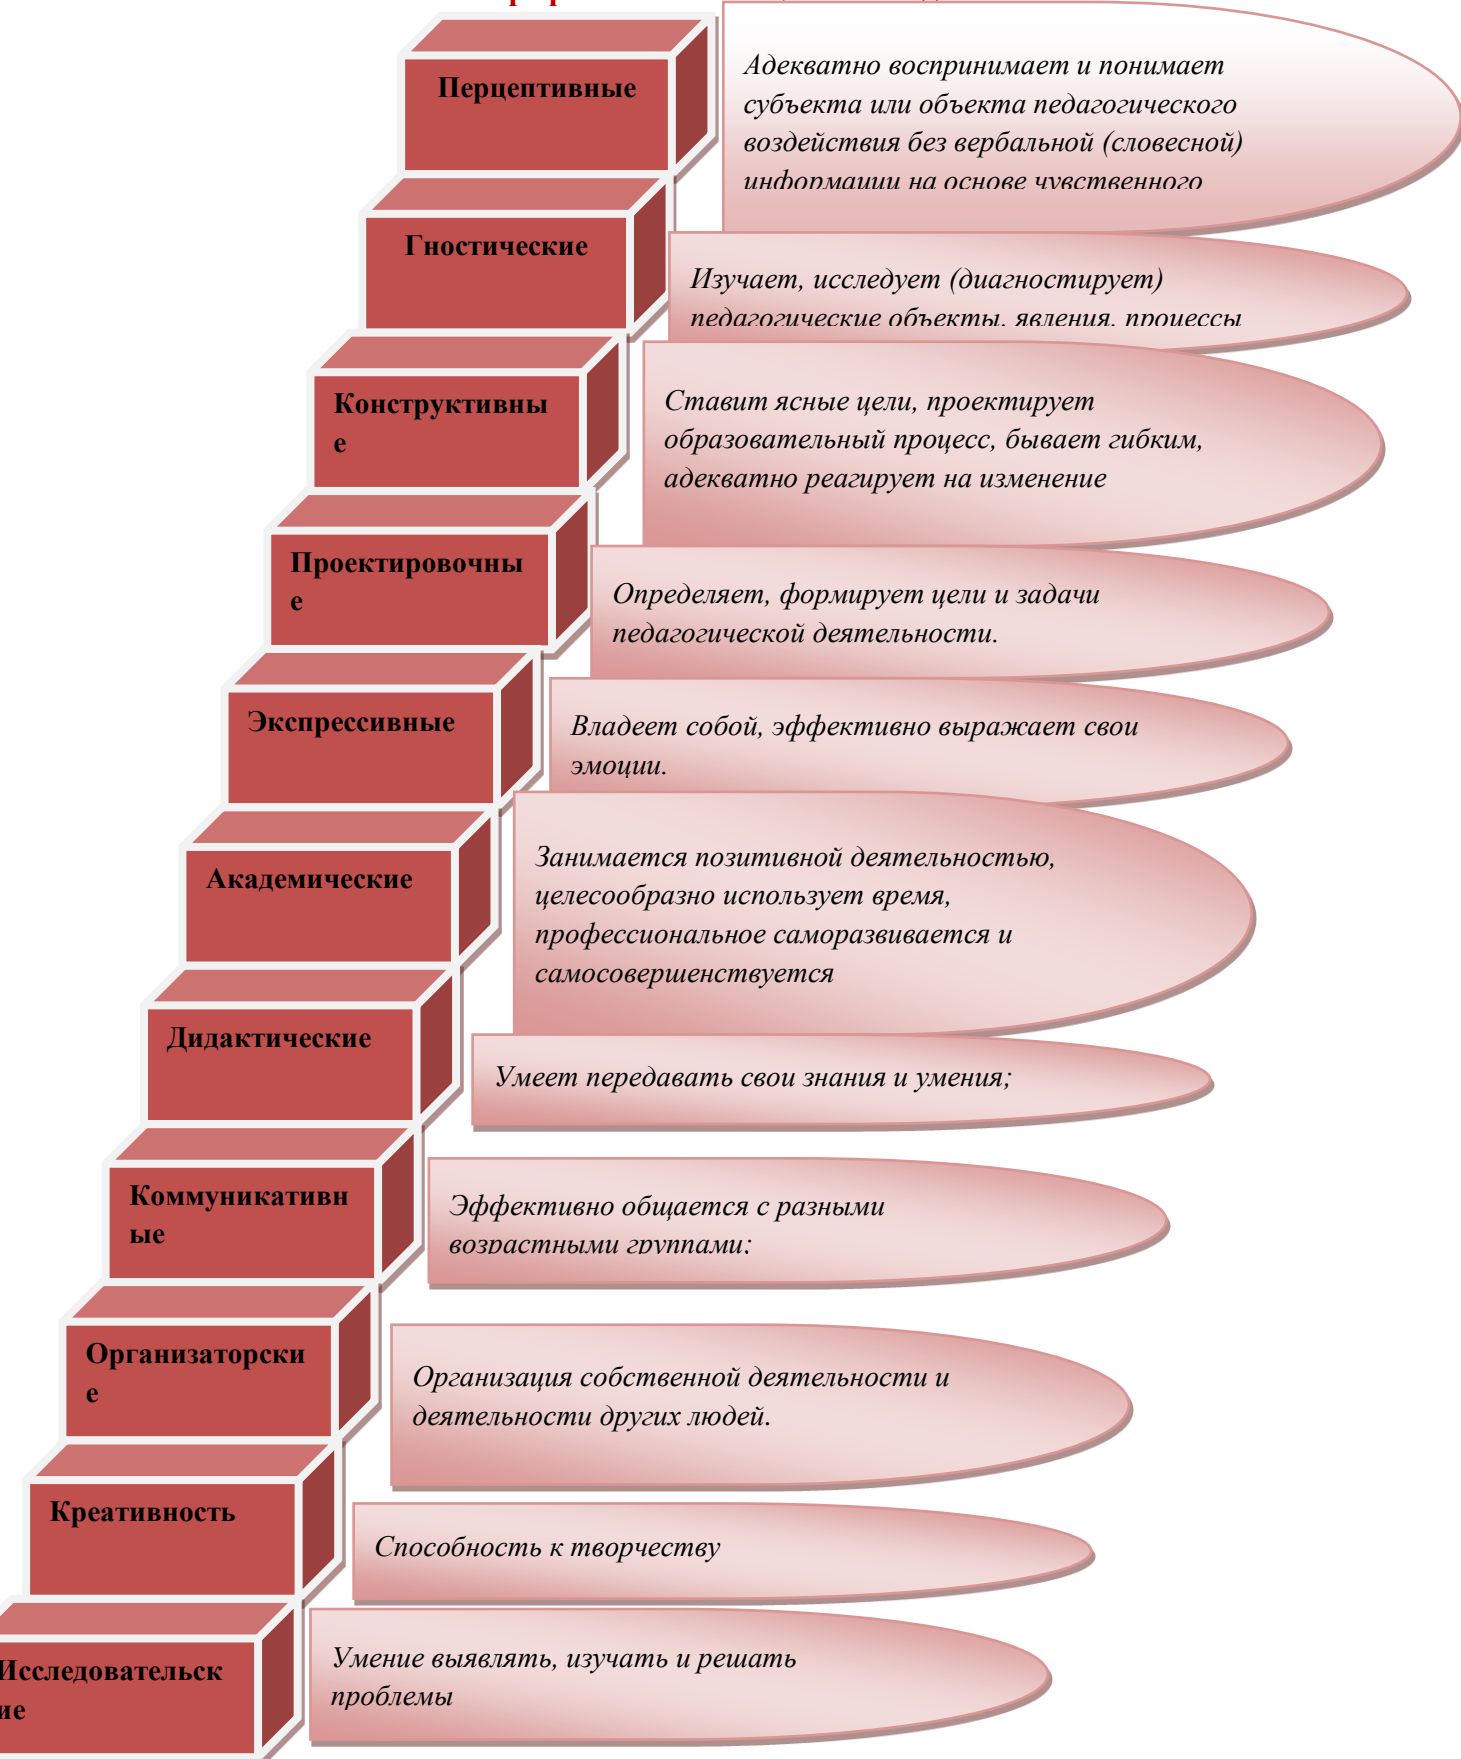 Перцептивные
Адекватно воспринимает и понимает
субъекта или объекта педагогического
воздействия без вербальной (словесной)
информации на основе чувственного
Гностические
Изучает, исследует (диагностирует)
педагогические объекты, явления, процессы
Конструктивны
е
Ставит ясные цели, проектирует
образовательный процесс, бывает гибким,
адекватно реагирует на изменение
Проектировочны
е
Определяет, формирует цели и задачи
педагогической деятельности.
Экспрессивные
Владеет собой, эффективно выражает свои
эмоции.
Академические
Занимается позитивной деятельностью,
целесообразно использует время,
профессиональное саморазвивается и
самосовершенствуется
Дидактические
Умеет передавать свои знания и умения;
Коммуникативн
ые
Эффективно общается с разными
возрастными группами;
Организаторски
е
Организация собственной деятельности и
деятельности других людей.
Креативность
Способность к творчеству
Исследовательск
ие
Умение выявлять, изучать и решать
проблемы